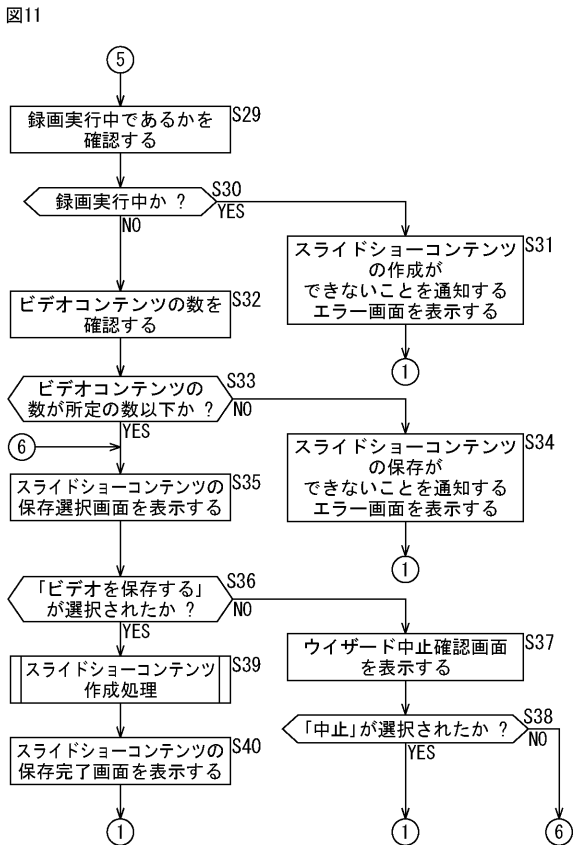 図11
5
録画実行中であるかを
確認する
S29
録画実行中か ?
S30
YES
NO
スライドショーコンテンツ
の作成が
できないことを通知する
エラー画面を表示する
S31
1
ビデオコンテンツの数を
確認する
S32
ビデオコンテンツの
数が所定の数以下か ?
S33
NO
YES
6
スライドショーコンテンツ
の保存が
できないことを通知する
エラー画面を表示する
S34
1
スライドショーコンテンツの
保存選択画面を表示する
S35
「ビデオを保存する」
が選択されたか ?
S36
NO
YES
ウイザード中止確認画面
を表示する
S37
スライドショーコンテンツ
作成処理
S39
「中止」が選択されたか ?
S38
NO
YES
スライドショーコンテンツの
保存完了画面を表示する
S40
1
1
6